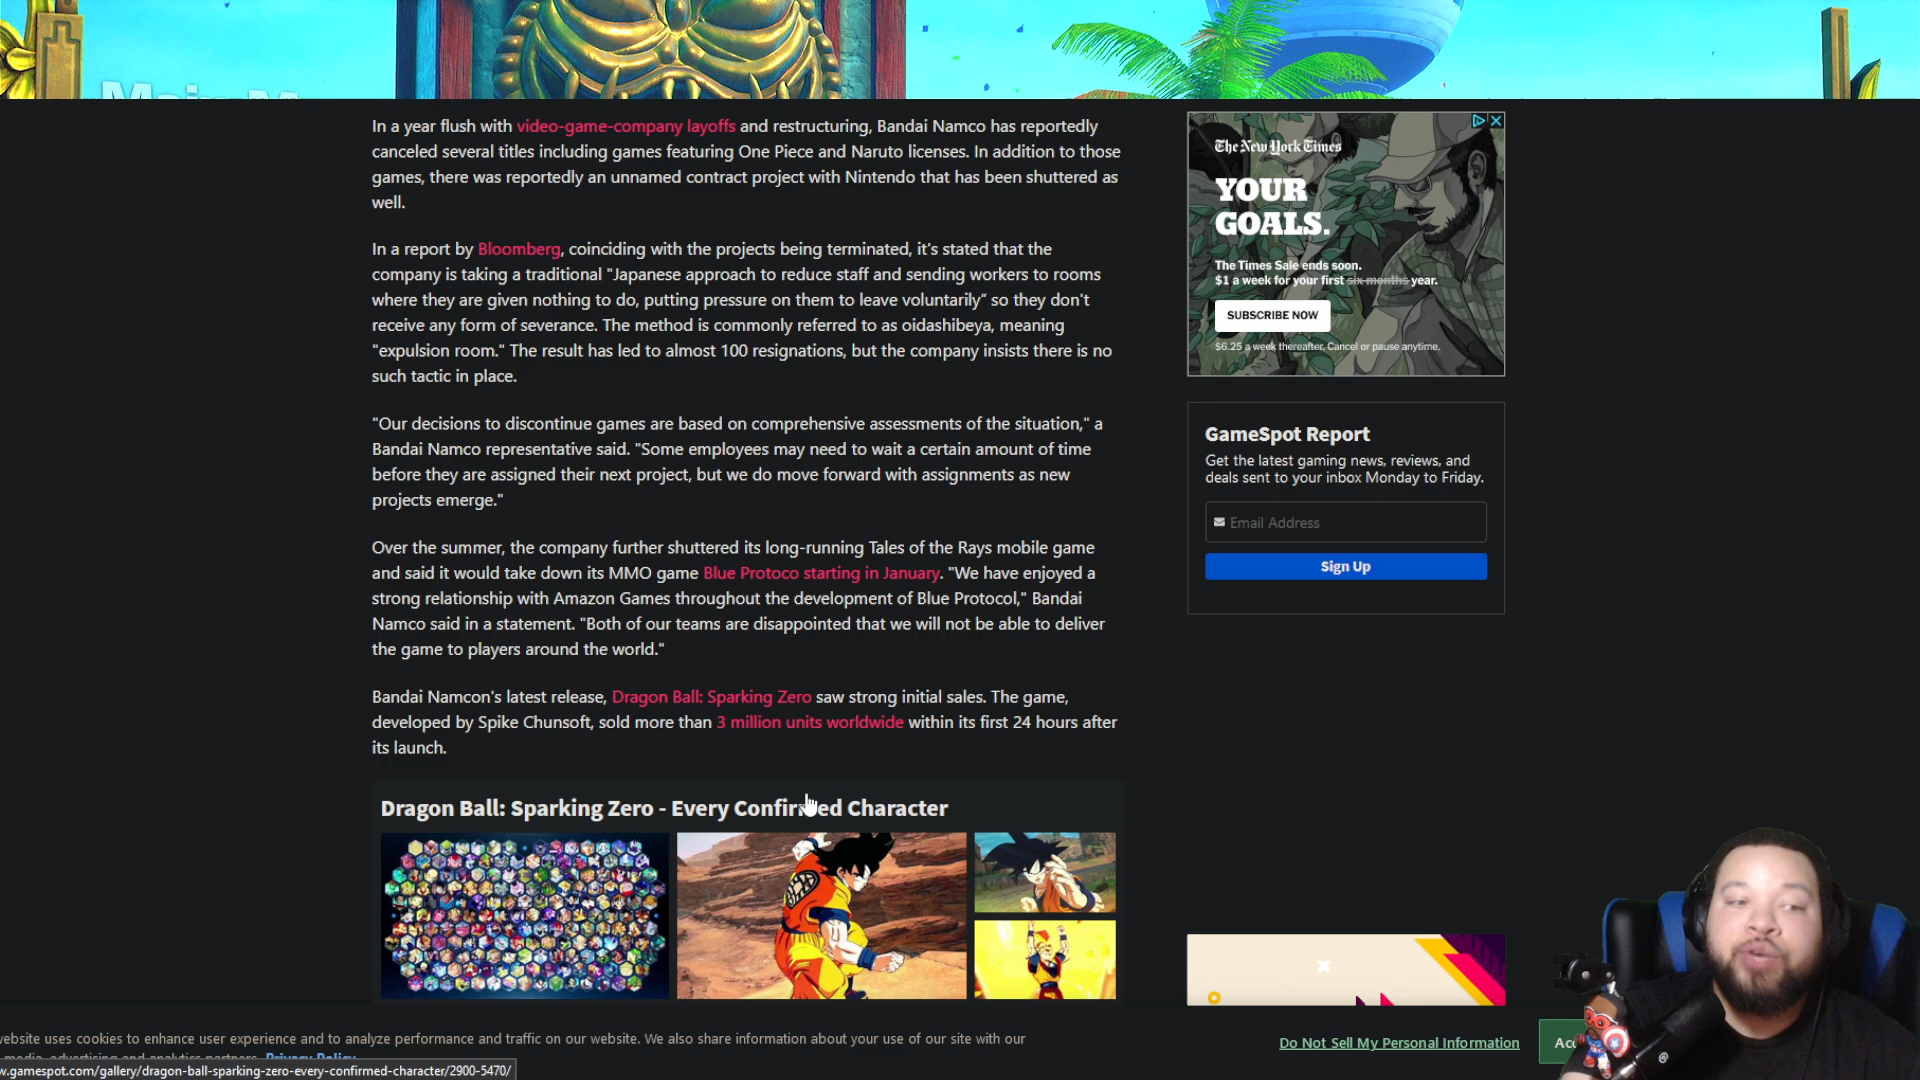 Main M
In a year flush with video-game-company layoffs and restructuring, Bandai Namco has reportedly
canceled several titles including games featuring One Piece and Naruto licenses. In addition to those
games, there was reportedly an unnamed contract project with Nintendo that has been shuttered as
well.
In a report by Bloomberg, coinciding with the projects being terminated, it's stated that the
company is taking a traditional "Japanese approach to reduce staff and sending workers to rooms
where they are given nothing to do, putting pressure on them to leave voluntarily" so they don't
receive any form of severance. The method is commonly referred to as oidashibeya, meaning
"expulsion room." The result has led to almost 100 resignations, but the company insists there is no
such tactic in place.
"Our decisions to discontinue games are based on comprehensive assessments of the situation," a
Bandai Namco representative said. "Some employees may need to wait a certain amount of time
before they are assigned their next project, but we do move forward with assignments as new
projects emerge."
Over the summer, the company further shuttered its long-running Tales of the Rays mobile game
and said it would take down its MMO game Blue Protoco starting in January. "We have enjoyed a
strong relationship with Amazon Games throughout the development of Blue Protocol," Bandai
Namco said in a statement. "Both of our teams are disappointed that we will not be able to deliver
the game to players around the world."
Bandai Namcon's latest release, Dragon Ball: Sparking Zero saw strong initial sales. The game,
developed by Spike Chunsoft, sold more than 3 million units worldwide within its first 24 hours after
its launch.
Dragon Ball: Sparking Zero - Every Confirmed Character
The New York Times
YOUR
GOALS.
The Times Sale ends soon.
$1 a week for your first six months year.
SUBSCRIBE NOW
$6.25 a week thereafter. Cancel or pause anytime.
GameSpot Report
Get the latest gaming news, reviews, and
deals sent to your inbox Monday to Friday.
Email Address
Sign Up
website uses cookies to enhance user experience and to analyze performance and traffic on our website. We also share information about your use of our site with our
media, advertising and analytics partners. Privacy Policy
Do Not Sell My Personal Information
Acc
w.gamespot.com/gallery/dragon-ball-sparking-zero-every-confirmed-character/2900-5470/